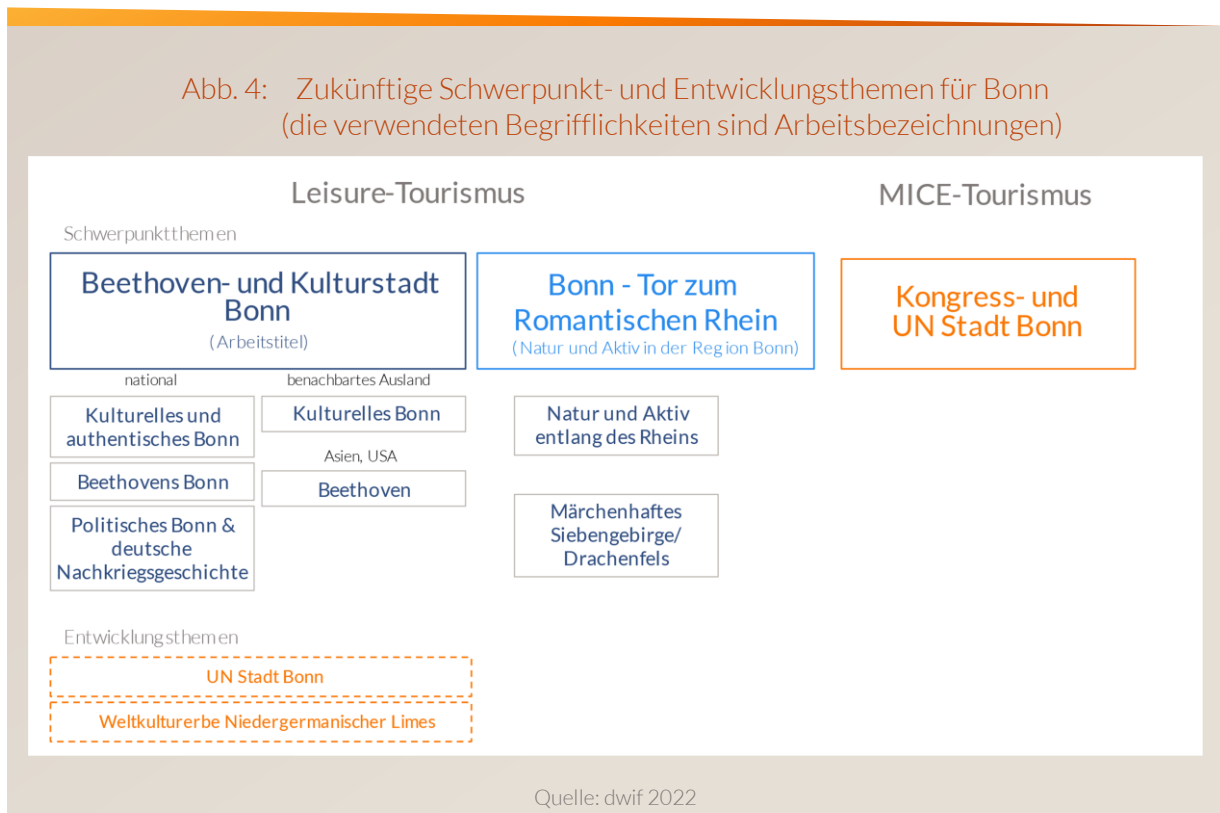 Abb. 4: Zukünftige Schwerpunkt- und Entwicklungsthemen für Bonn
(die verwendeten Begrifflichkeiten sind Arbeitsbezeichnungen)
Leisure-Tourismus
MICE-Tourismus
Schwerpunktthemen
Beethoven- und Kulturstadt
Bonn
(Arbeitstitel)
Bonn - Tor zum
Romantischen Rhein
(Natur und Aktiv in der Region Bonn)
Kongress- und
UN Stadt Bonn
national
Kulturelles und
authentisches Bonn
Beethovens Bonn
Politisches Bonn &
deutsche
Nachkriegsgeschichte
benachbartes Ausland
Kulturelles Bonn
Asien, USA
Beethoven
Natur und Aktiv
entlang des Rheins
Märchenhaftes
Siebengebirge/
Drachenfels
Entwicklungsthemen
UN Stadt Bonn
Weltkulturerbe Niedergermanischer Limes
Quelle: dwif 2022